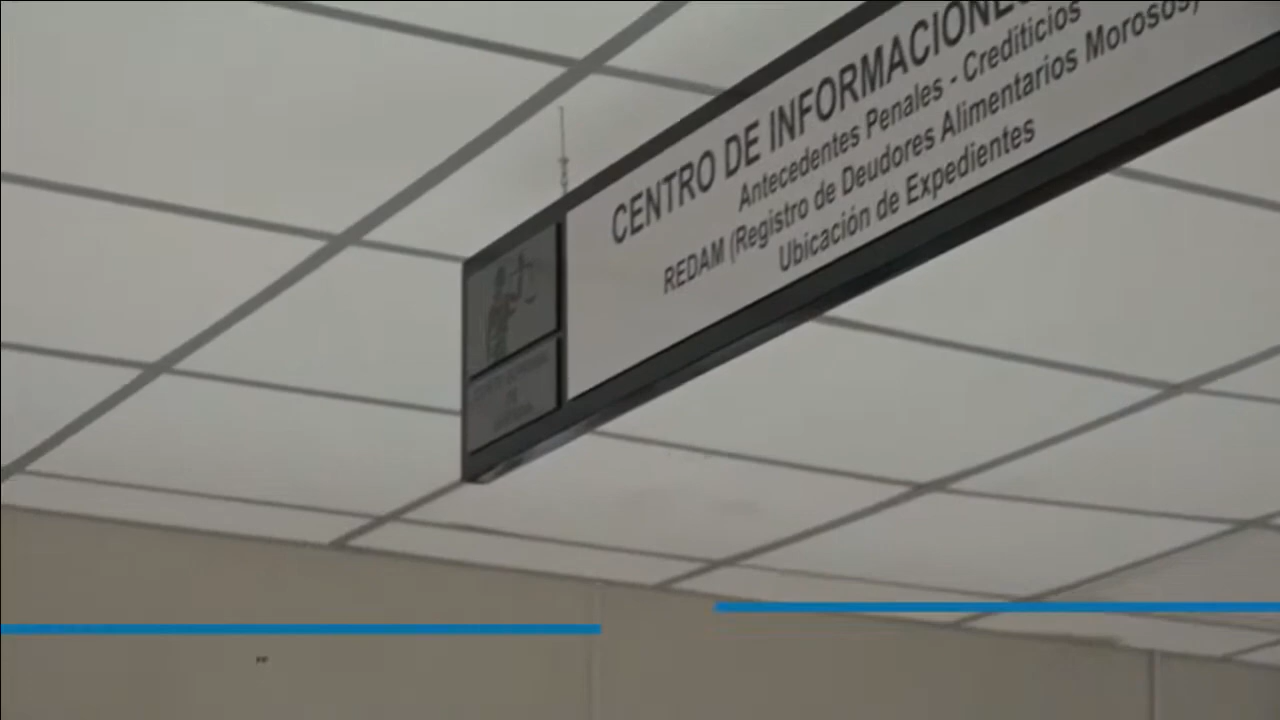 CENTRO DE INFORMACIONES
Antecedentes Penales - Crediticios
REDAM (Registro de Deudores Alimentarios Morosos)
Ubicación de Expedientes